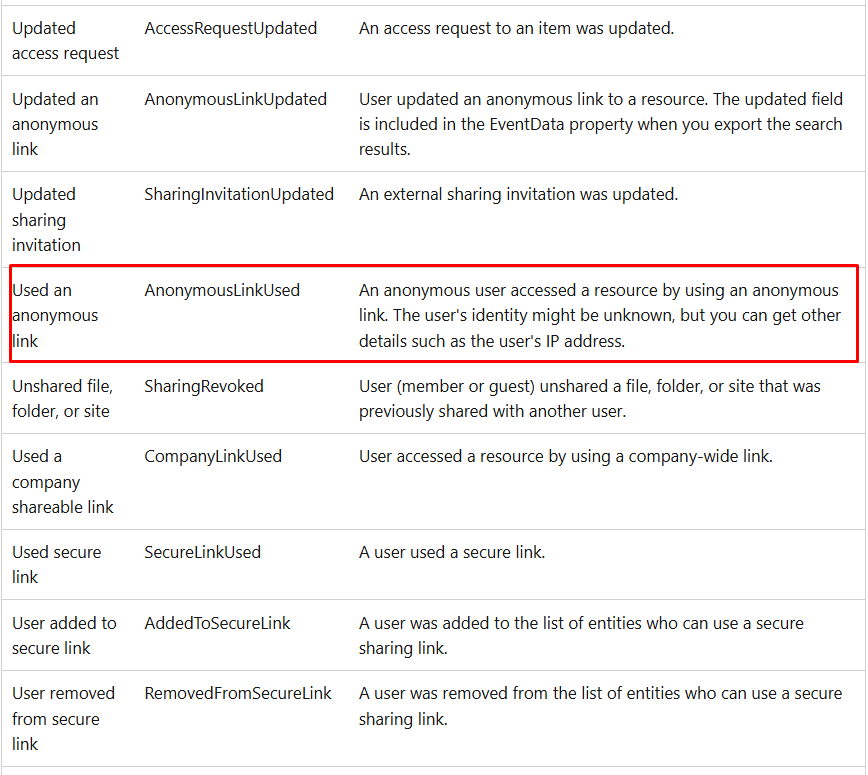 Updated access request AccessRequestUpdated An access request to an item was updated.
Updated an anonymous link AnonymousLinkUpdated User updated an anonymous link to a resource. The updated field
is included in the EventData property when you export the search
results.
Updated sharing invitation SharingInvitationUpdated An external sharing invitation was updated.
Used an anonymous link AnonymousLinkUsed An anonymous user accessed a resource by using an anonymous
link. The user's identity might be unknown, but you can get other
details such as the user's IP address.
Unshared file, folder, or site SharingRevoked User (member or guest) unshared a file, folder, or site that was
previously shared with another user.
Used a company shareable link CompanyLinkUsed User accessed a resource by using a company-wide link.
Used secure link SecureLinkUsed A user used a secure link.
User added to secure link AddedToSecureLink A user was added to the list of entities who can use a secure
sharing link.
User removed from secure link RemovedFromSecureLink A user was removed from the list of entities who can use a secure
sharing link.